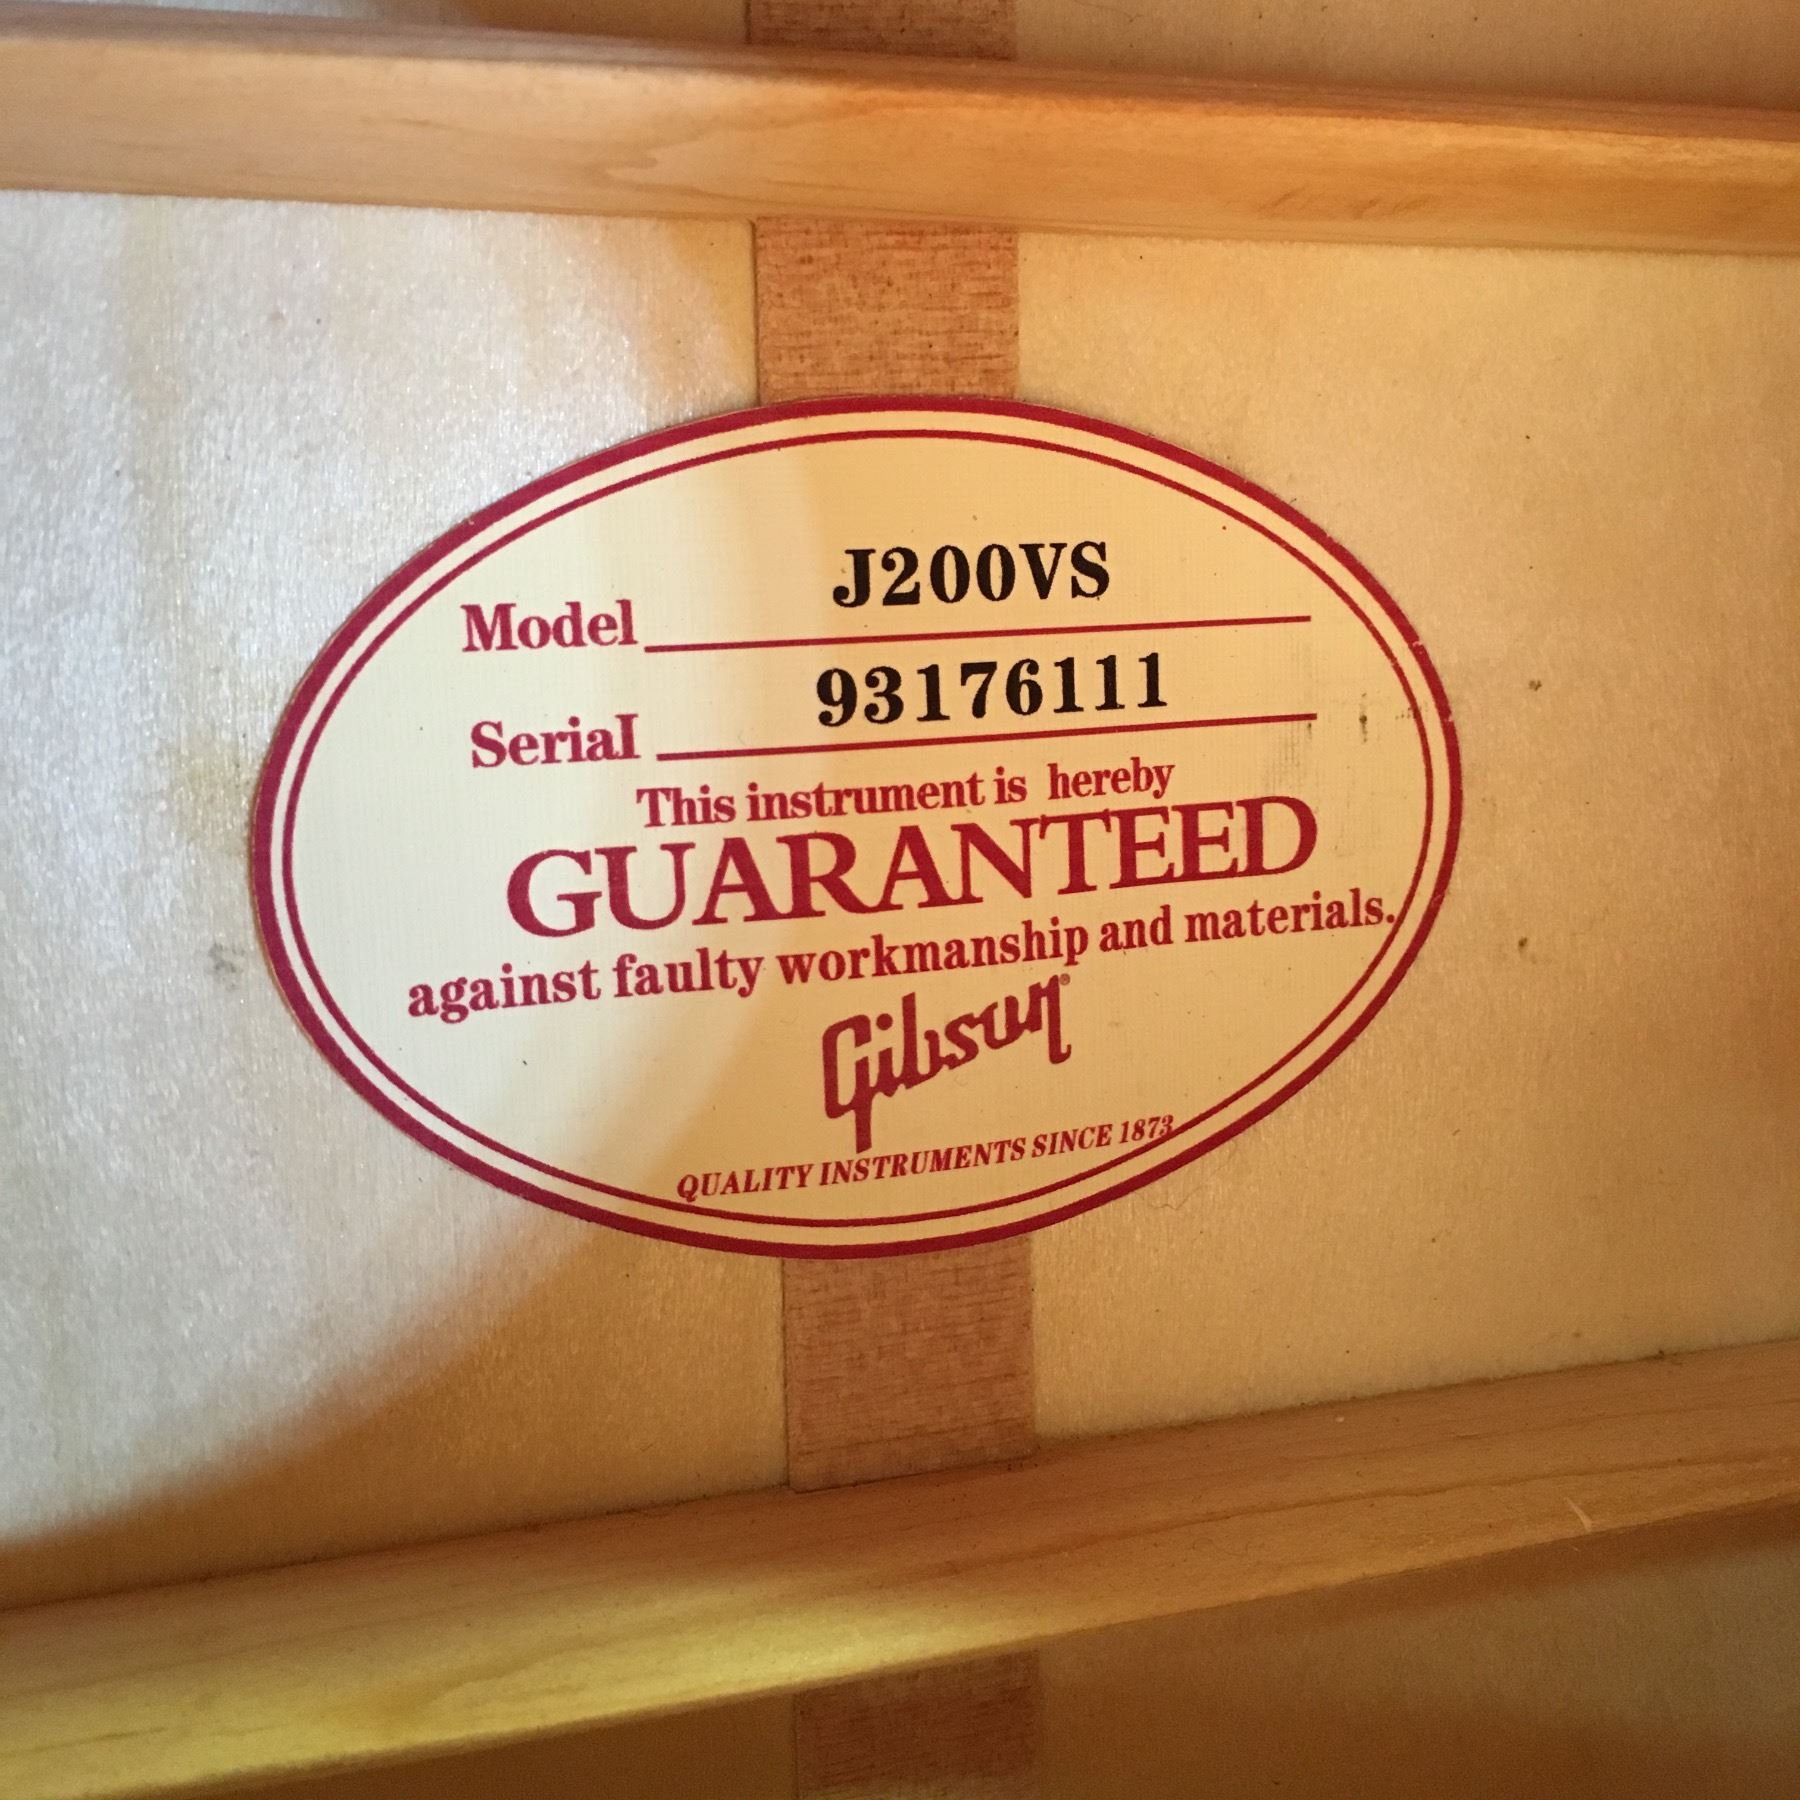 Model J200VS
Serial 93176111
This instrument is hereby
GUARANTEED
against faulty workmanship and materials.
Gibson®
QUALITY INSTRUMENTS SINCE 1873